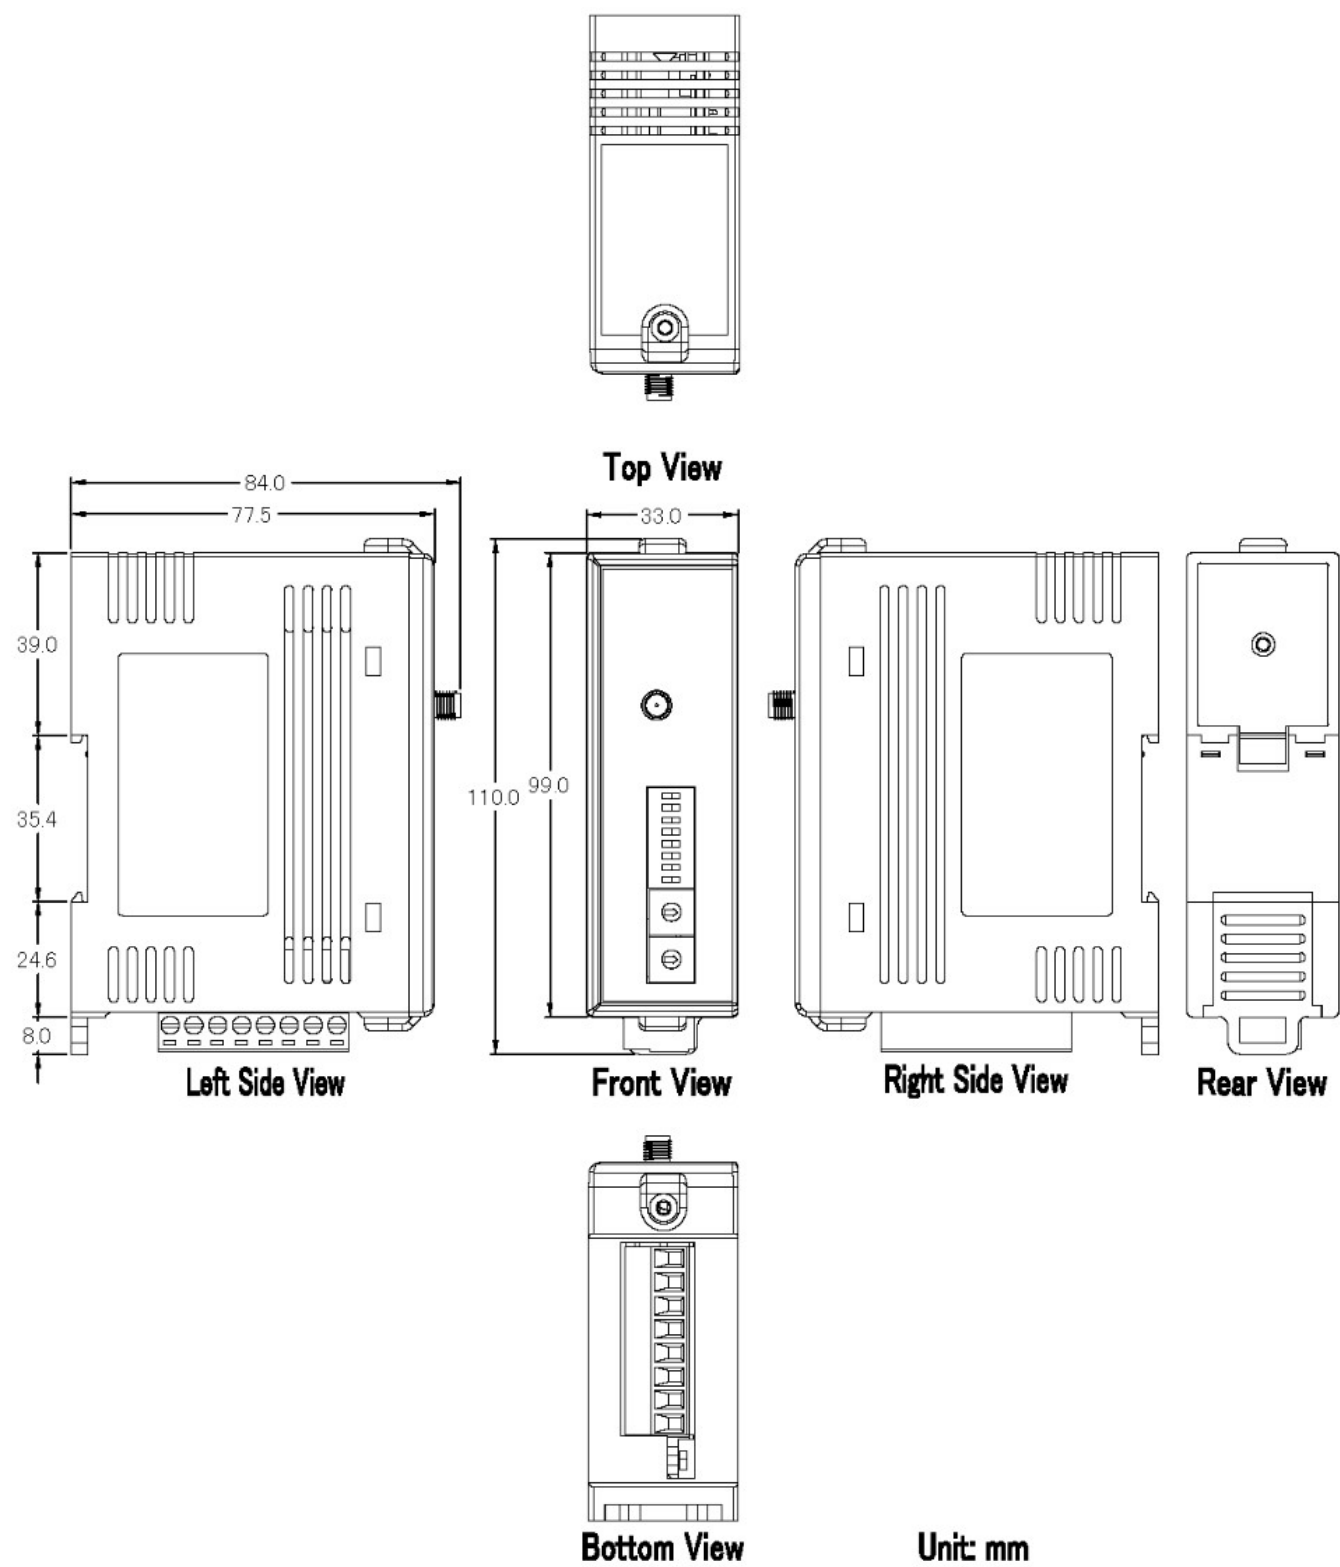 Top View
84.0
77.5
33.0
39.0
35.4
24.6
8.0
110.0
99.0
Left Side View
Front View
Right Side View
Rear View
Bottom View
Unit: mm